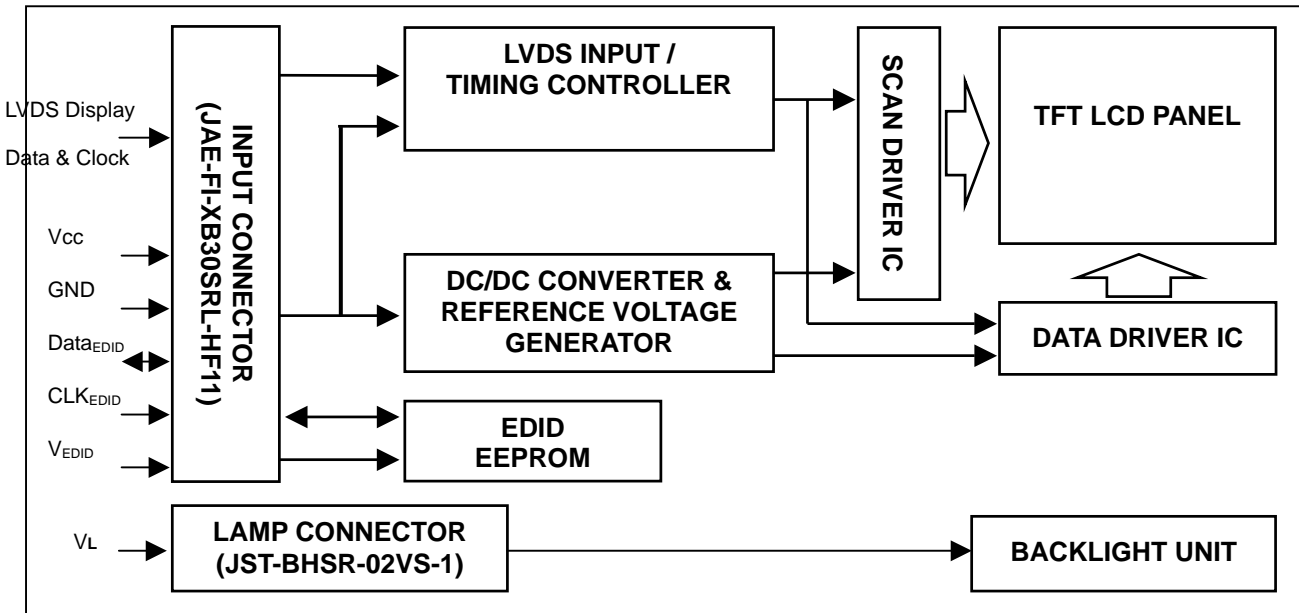 LVDS Display
Data & Clock
Vcc
GND
DataEDID
CLKEDID
VEDID
VL
INPUT CONNECTOR
(JAE-FI-XB30SRL-HF11)
LVDS INPUT /
TIMING CONTROLLER
DC/DC CONVERTER &
REFERENCE VOLTAGE
GENERATOR
EDID
EEPROM
LAMP CONNECTOR
(JST-BHSR-02VS-1)
SCAN DRIVER IC
TFT LCD PANEL
DATA DRIVER IC
BACKLIGHT UNIT